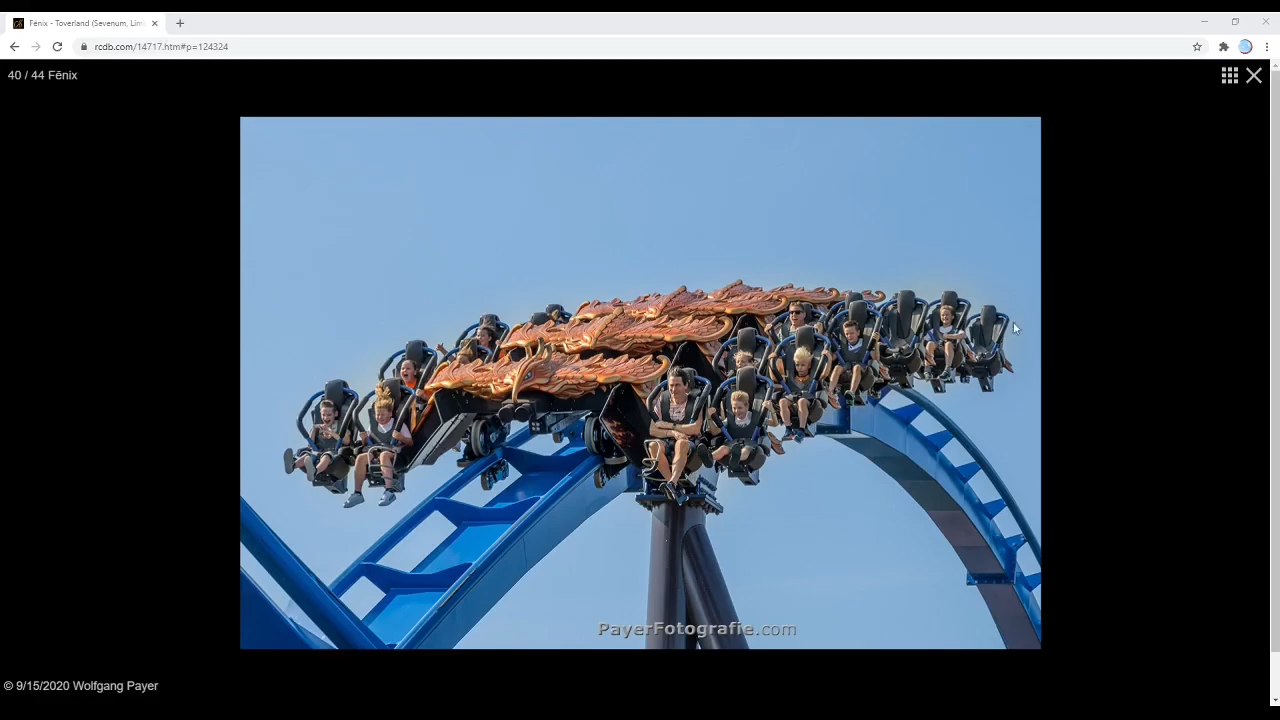 Fēnix - Toverland (Sevenum, Lim
rcdb.com/14717.htm#p=124324
40 / 44 Fēnix
PayerFotografie.com
© 9/15/2020 Wolfgang Payer